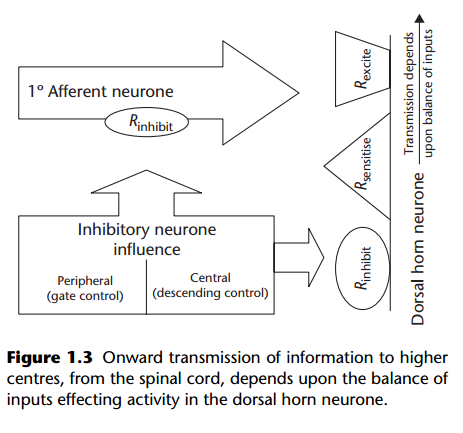 1° Afferent neurone
Rinhibit
Inhibitory neurone
influence
Peripheral
(gate control)
Central
(descending control)
Rexcite
Rsensitise
Rinhibit
Transmission depends
upon balance of inputs
Dorsal horn neurone
Figure 1.3 Onward transmission of information to higher
centres, from the spinal cord, depends upon the balance of
inputs effecting activity in the dorsal horn neurone.